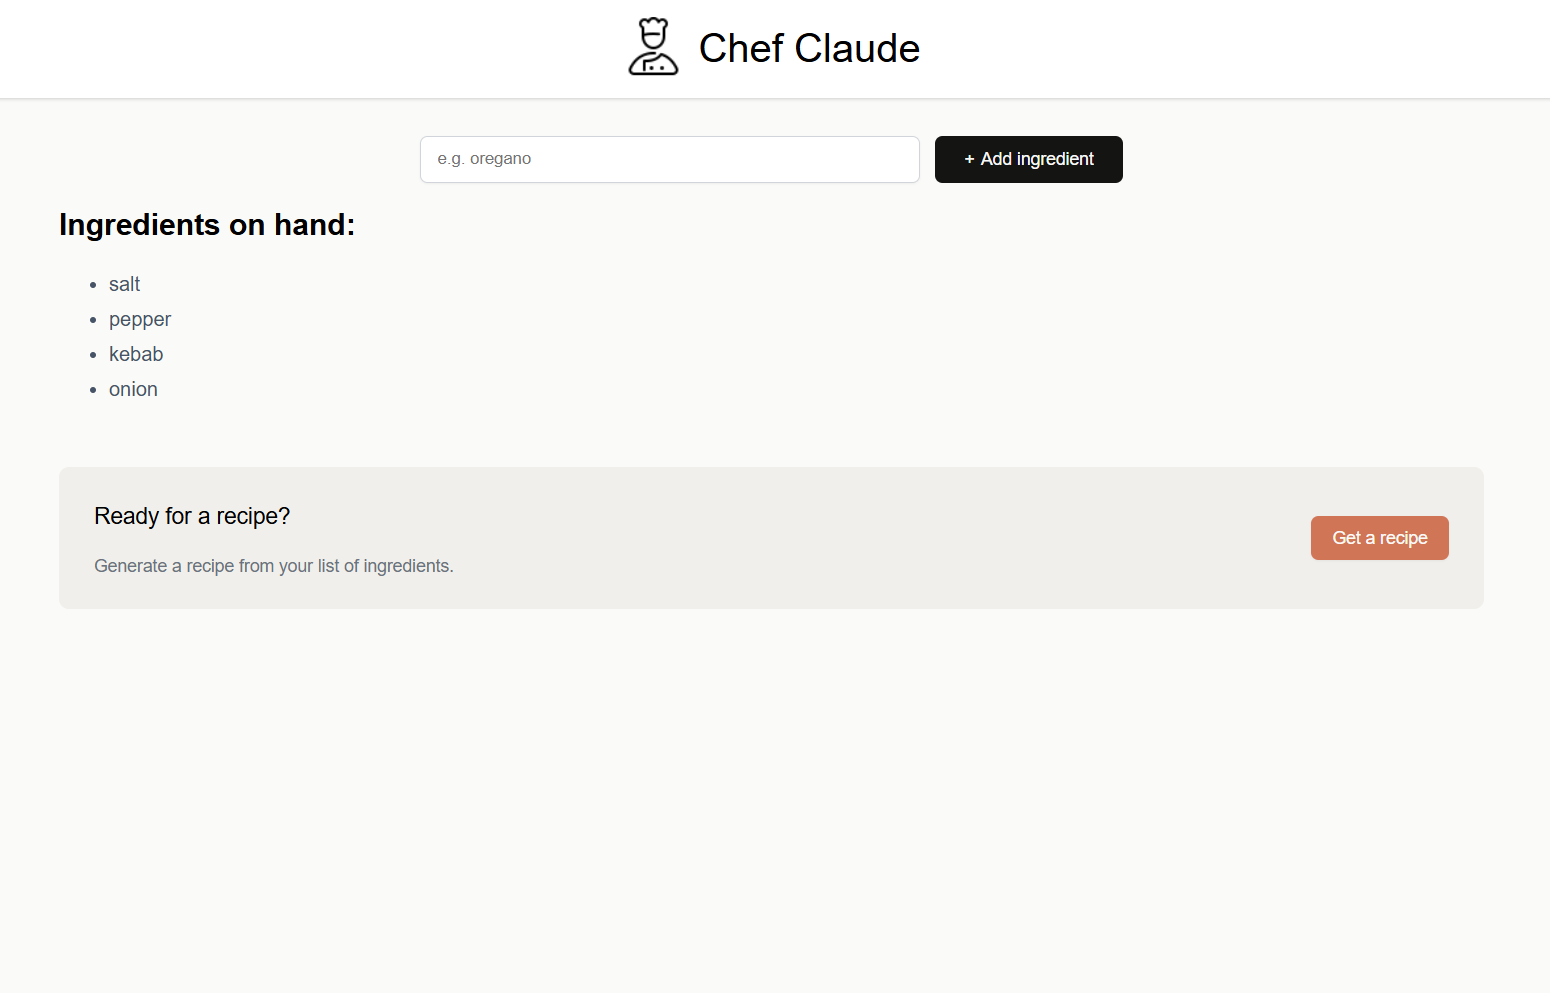 Chef Claude
e.g. oregano
+ Add ingredient
Ingredients on hand:
salt
pepper
kebab
onion
Ready for a recipe?
Generate a recipe from your list of ingredients.
Get a recipe